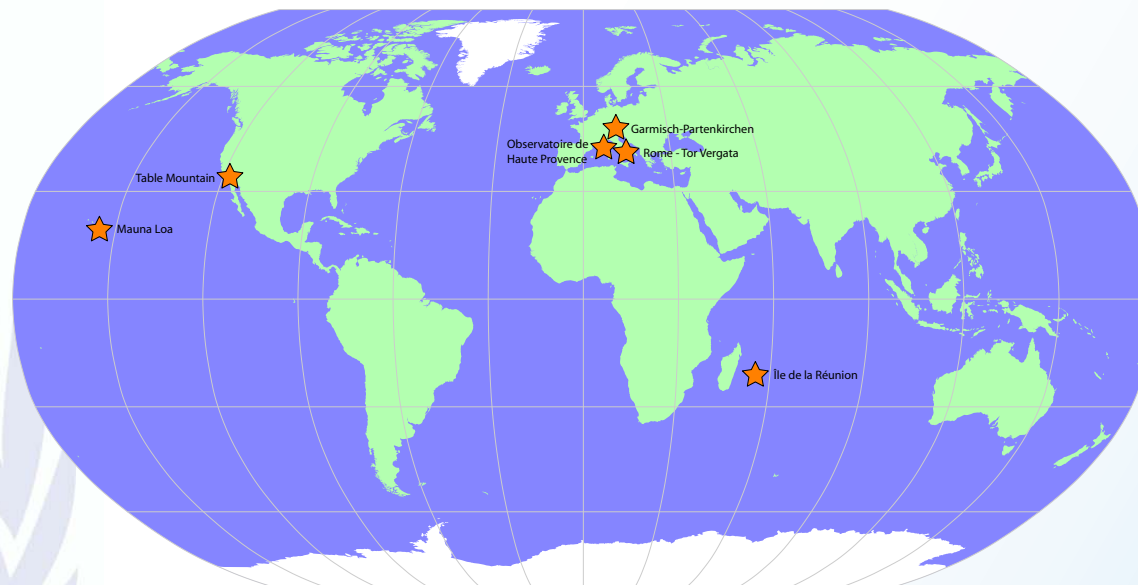 Garmisch-Partenkirchen
Observatoire de
Haute Provence
Rome - Tor Vergata
Table Mountain
Mauna Loa
Île de la Réunion